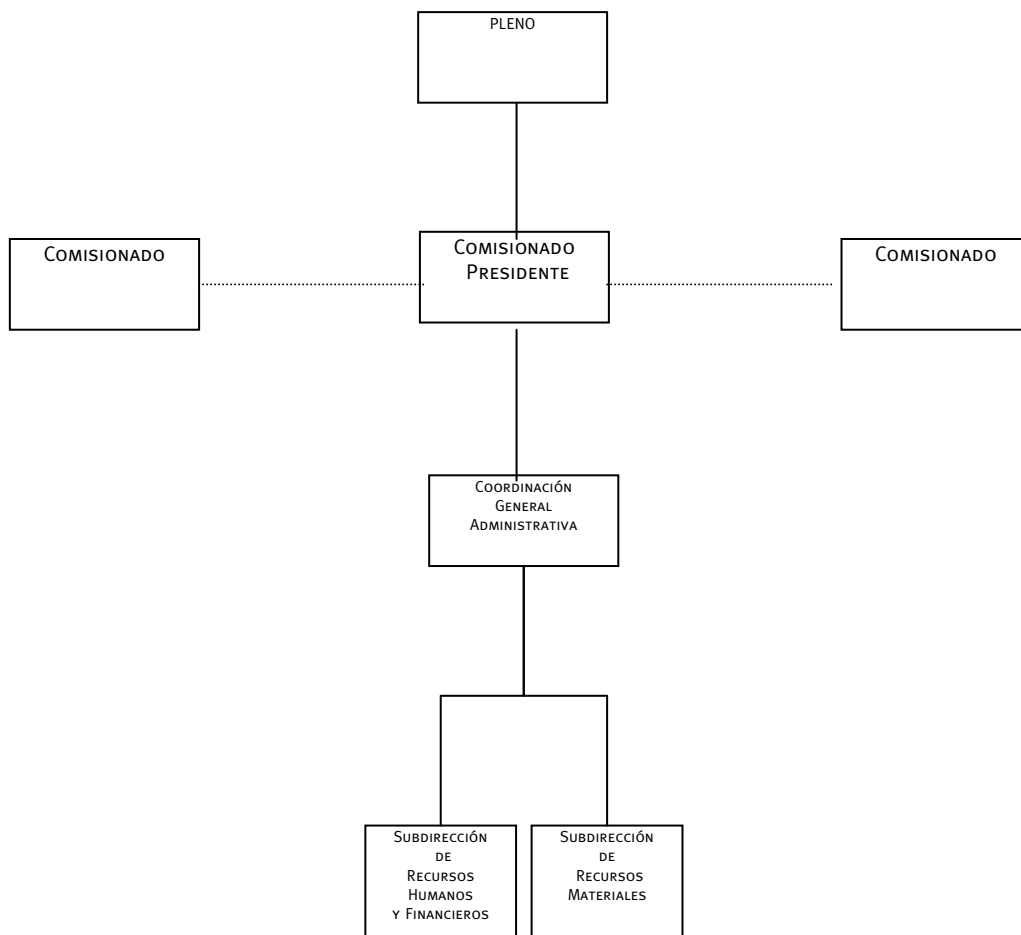 PLENO
COMISIONADO
COMISIONADO
PRESIDENTE
COMISIONADO
COORDINACIÓN
GENERAL
ADMINISTRATIVA
SUBDIRECCIÓN
DE
RECURSOS
HUMANOS
Y FINANCIEROS
SUBDIRECCIÓN
DE
RECURSOS
MATERIALES